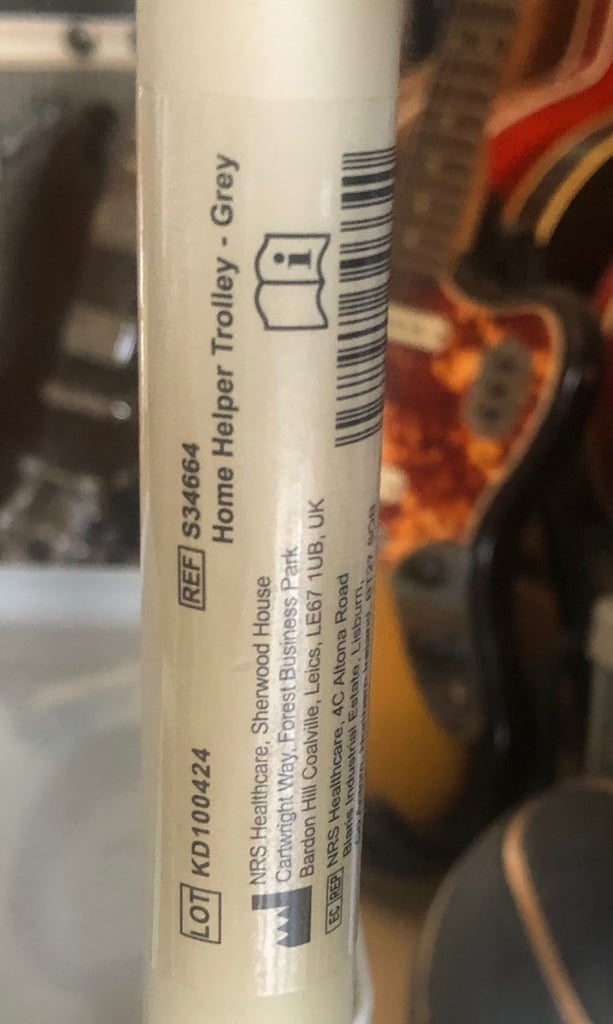 LOT KD100424
REF S34664
Home Helper Trolley - Grey
NRS Healthcare, Sherwood House
Cartwright Way, Forest Business Park
Bardon Hill Coalville, Leics, LE67 1UB, UK
EC REP NRS Healthcare, 4C Altona Road
Blaris Industrial Estate, Lisburn,